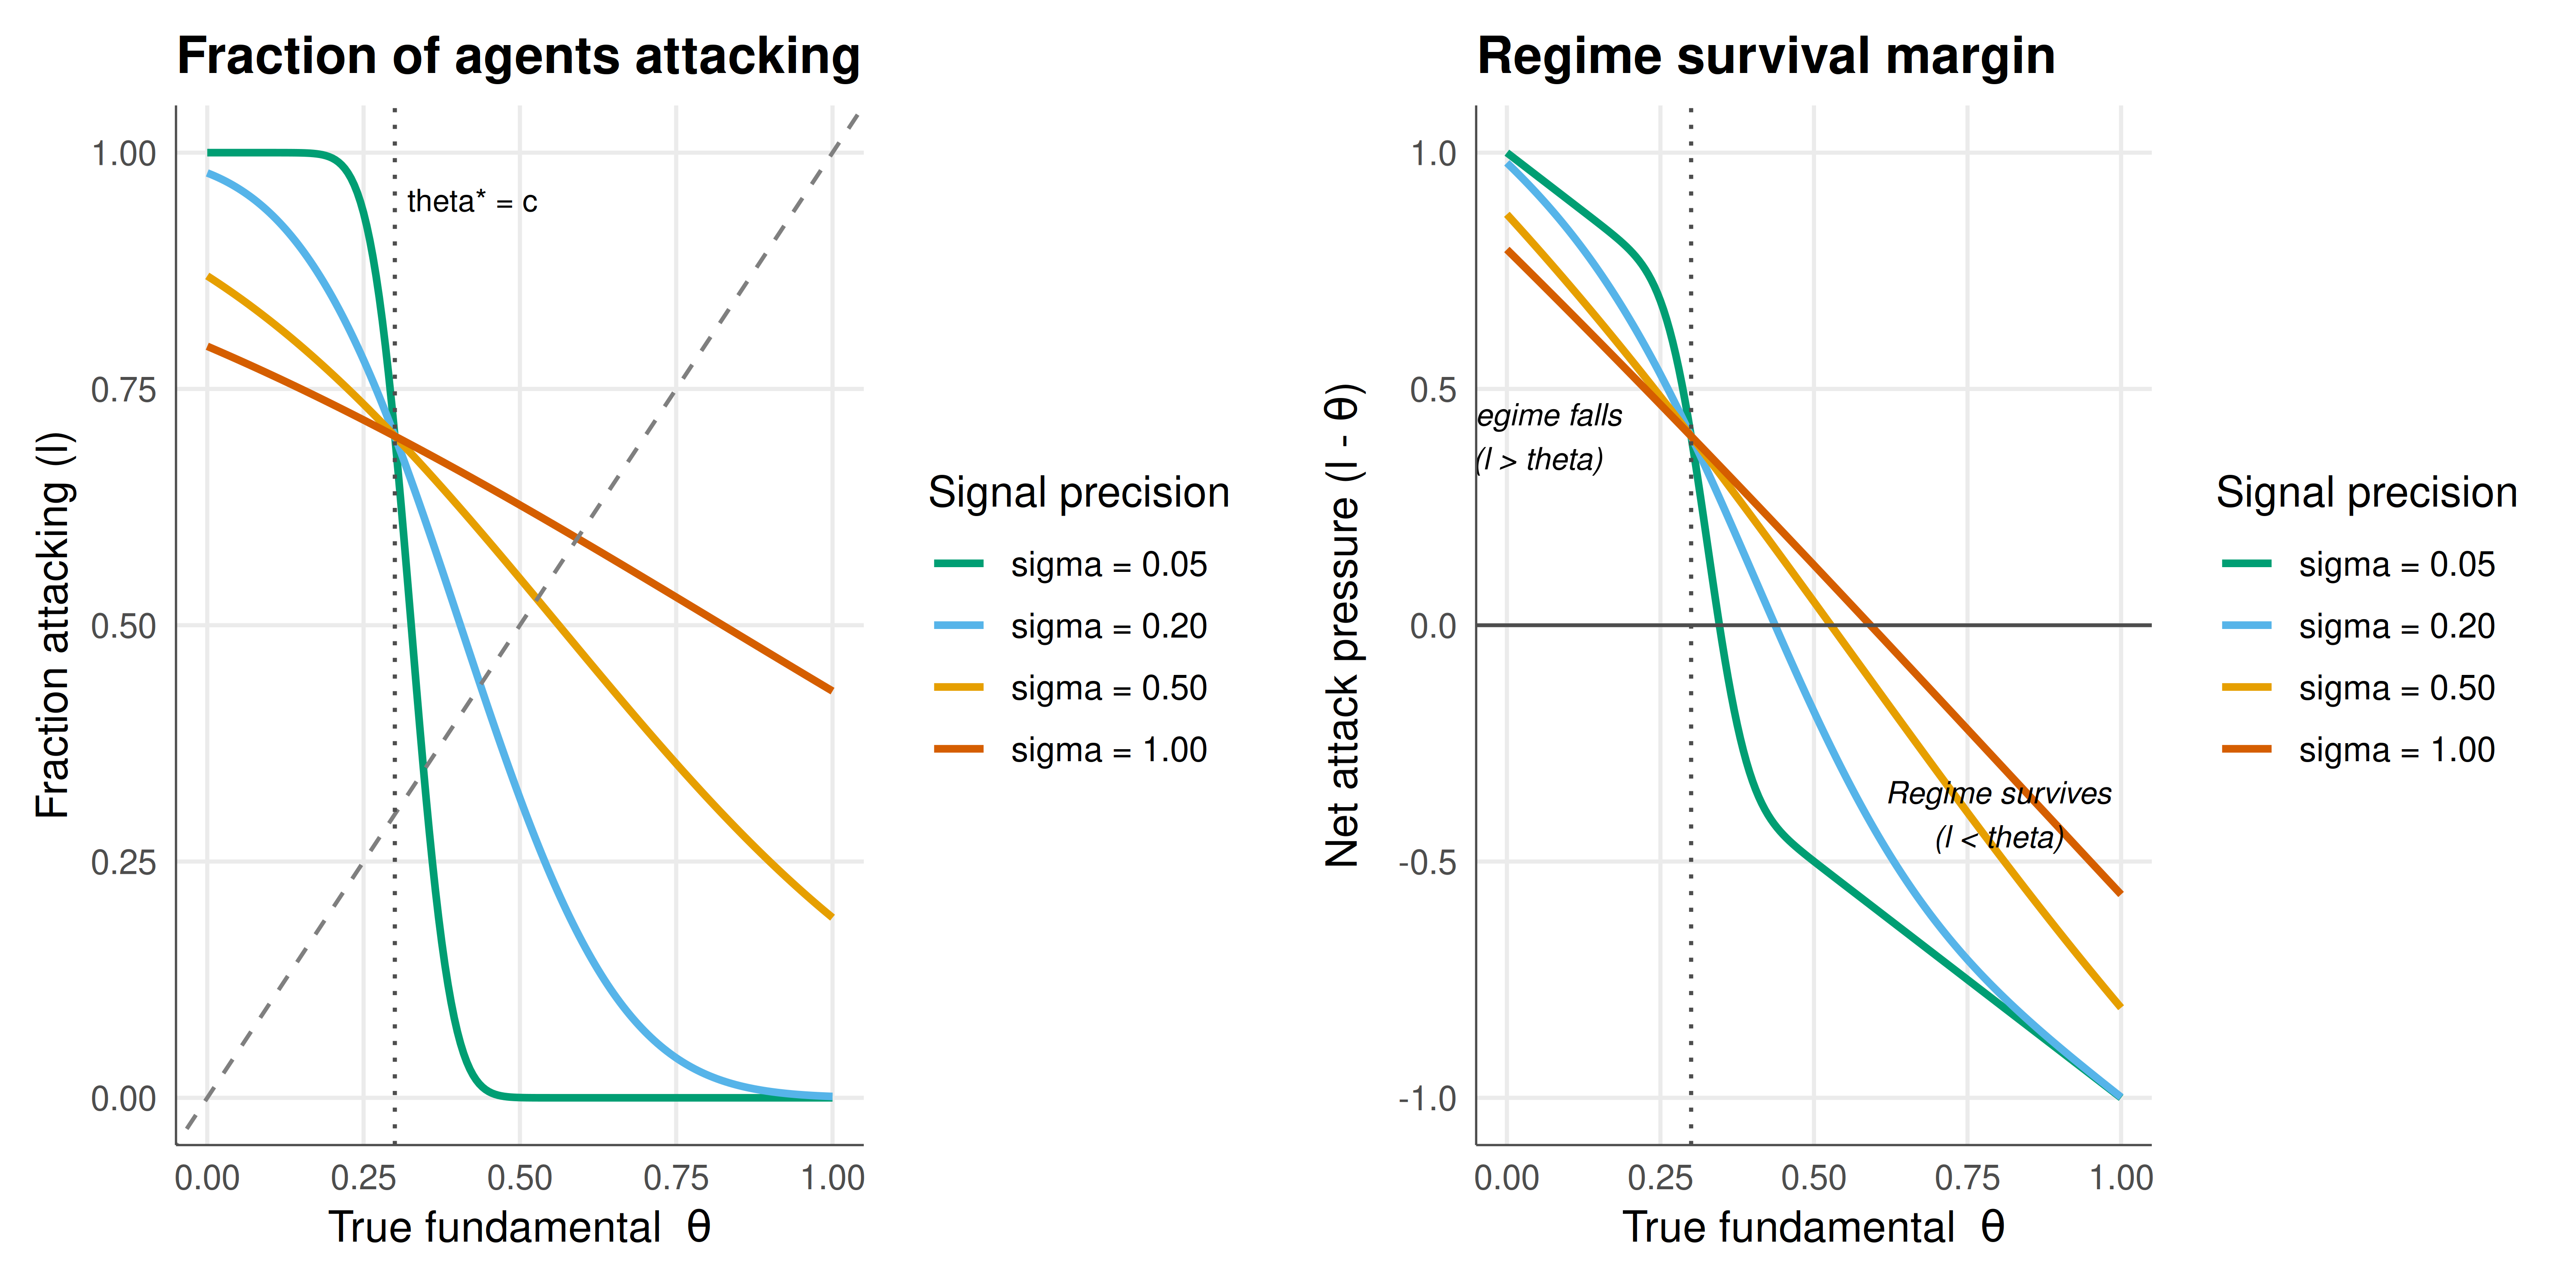 Fraction of agents attacking
1.00
0.75
0.50
0.25
0.00
Fraction attacking (l)
theta* = c
0.00 0.25 0.50 0.75 1.00
True fundamental θ
Signal precision
sigma = 0.05
sigma = 0.20
sigma = 0.50
sigma = 1.00
Regime survival margin
1.0
0.5
0.0
-0.5
-1.0
Net attack pressure (l - θ)
egime falls
(l > theta)
Regime survives
(l < theta)
0.00 0.25 0.50 0.75 1.00
True fundamental θ
Signal precision
sigma = 0.05
sigma = 0.20
sigma = 0.50
sigma = 1.00